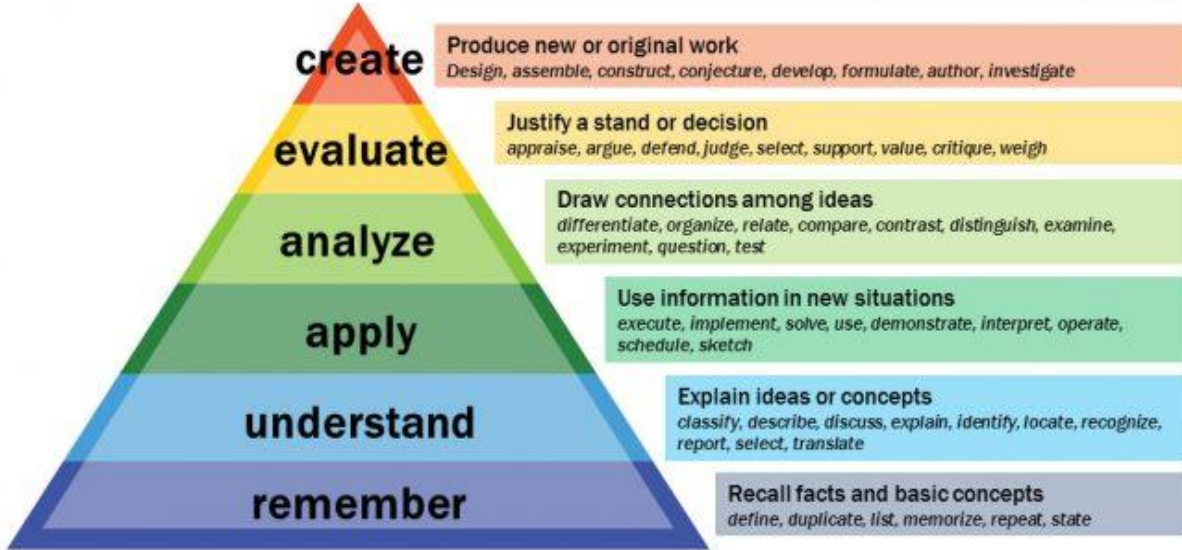 create
Produce new or original work
Design, assemble, construct, conjecture, develop, formulate, author, investigate
evaluate
Justify a stand or decision
appraise, argue, defend, judge, select, support, value, critique, weigh
analyze
Draw connections among ideas
differentiate, organize, relate, compare, contrast, distinguish, examine,
experiment, question, test
apply
Use information in new situations
execute, implement, solve, use, demonstrate, interpret, operate,
schedule, sketch
understand
Explain ideas or concepts
classify, describe, discuss, explain, identify, locate, recognize,
report, select, translate
remember
Recall facts and basic concepts
define, duplicate, list, memorize, repeat, state